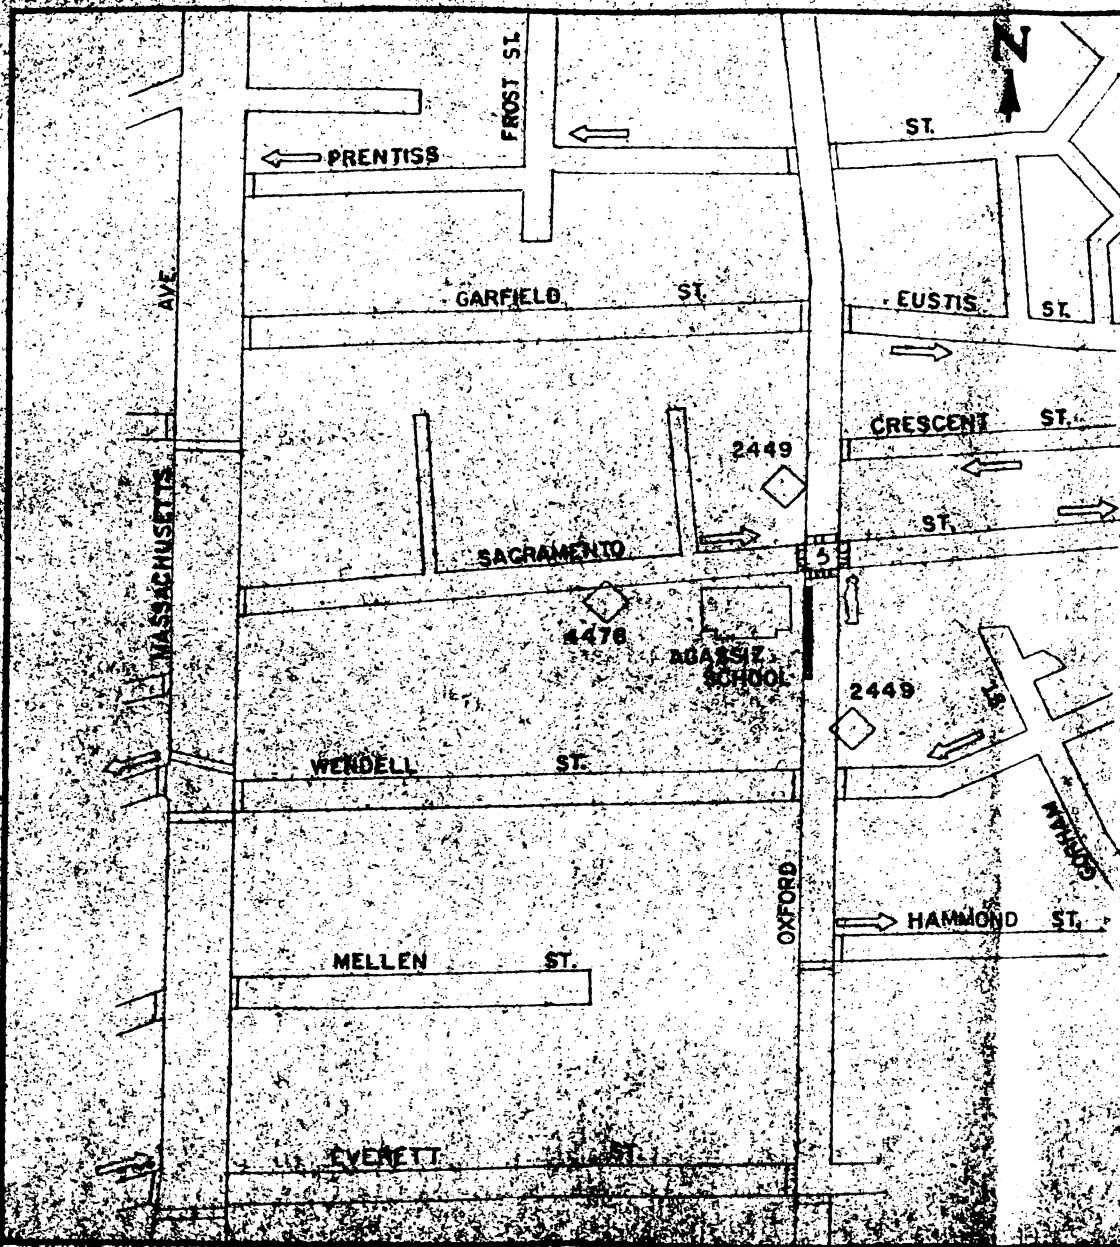 N
FROST ST.
ST.
PRENTISS
AVE.
GARFIELD ST.
EUSTIS ST.
CRESCENT ST.
2449
ST.
SACRAMENTO
5
MASSACHUSETTS
4476
AGASSIZ
SCHOOL
2449
ST.
WENDELL ST.
GORHAM
OXFORD
HAMMOND ST.
MELLEN ST.
EVERETT ST.